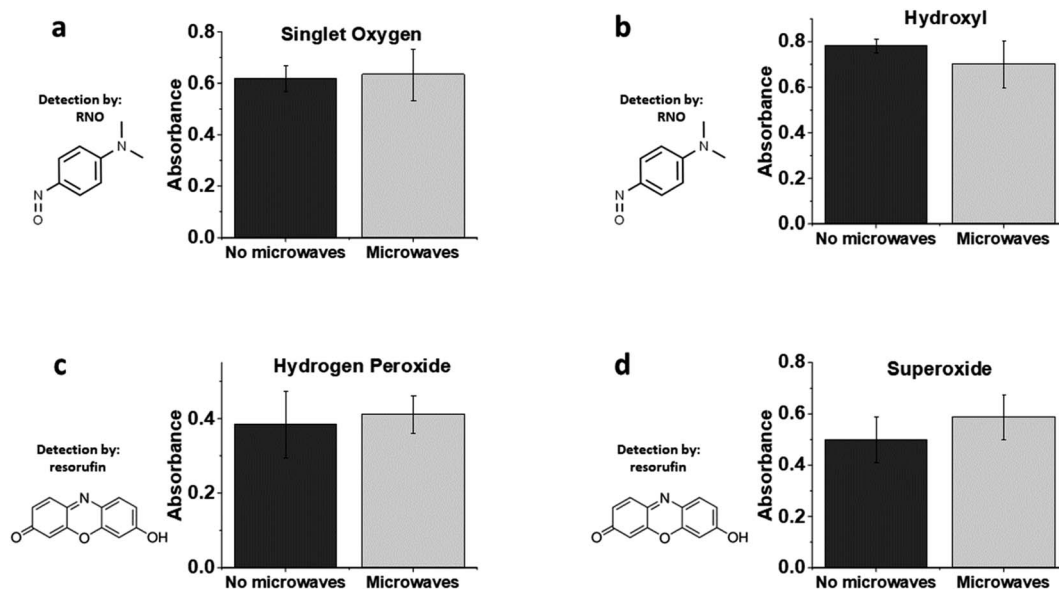 a
Singlet Oxygen
Detection by:
RNO
N
N
O
Absorbance
0.8
0.6
0.4
0.2
0.0
No microwaves
Microwaves
b
Hydroxyl
Detection by:
RNO
N
N
O
Absorbance
0.8
0.6
0.4
0.2
0.0
No microwaves
Microwaves
c
Hydrogen Peroxide
Detection by:
resorufin
N
O
O
OH
Absorbance
0.4
0.2
0.0
No microwaves
Microwaves
d
Superoxide
Detection by:
resorufin
N
O
O
OH
Absorbance
0.8
0.6
0.4
0.2
0.0
No microwaves
Microwaves